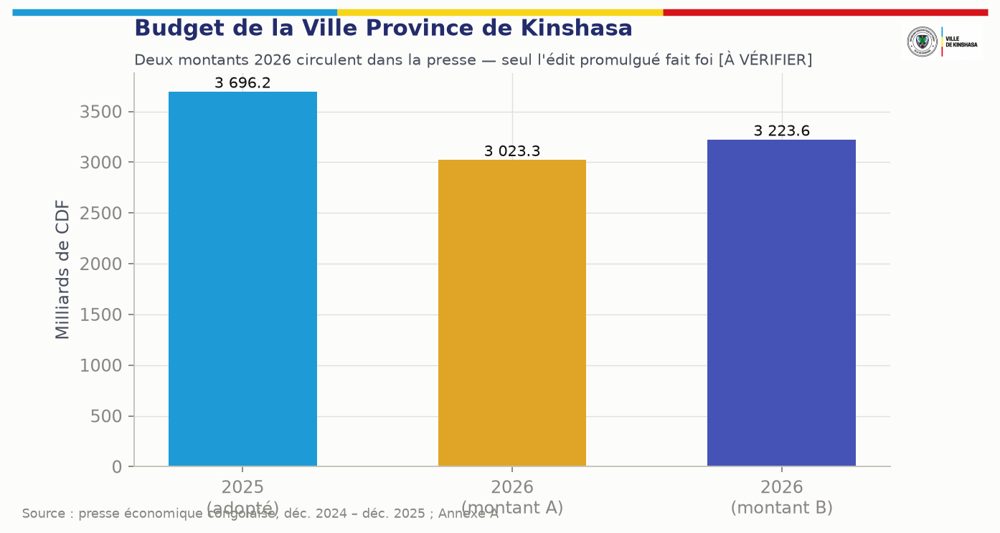 Budget de la Ville Province de Kinshasa
Deux montants 2026 circulent dans la presse — seul l'édit promulgué fait foi [À VÉRIFIER]
VILLE
DE KINSHASA
Milliards de CDF
3500
3000
2500
2000
1500
1000
500
0
3 696.2
3 023.3
3 223.6
2025
(adopté)
2026
(montant A)
2026
(montant B)
Source : presse économique congolaise, déc. 2024 – déc. 2025 ; Annexe A